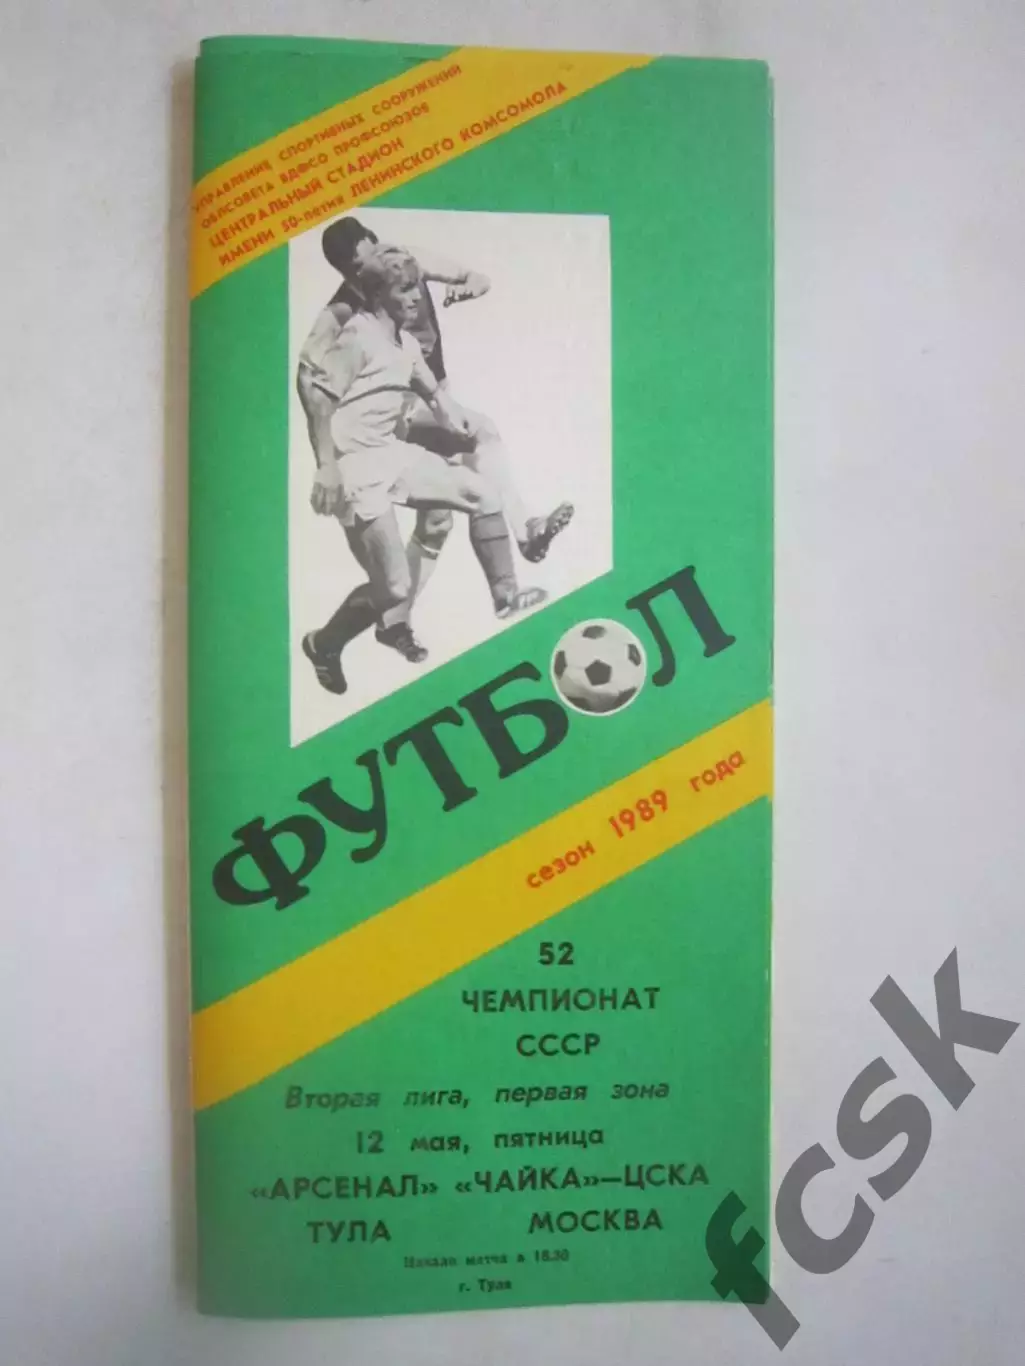 УПРАВЛЕНИЕ СПОРТИВНЫХ СООРУЖЕНИЙ
ОБЛСОВЕТА ВДФСО ПРОФСОЮЗОВ
ЦЕНТРАЛЬНЫЙ СТАДИОН
ИМЕНИ 50-летия ЛЕНИНСКОГО КОМСОМОЛА
ФУТБОЛ
сезон 1989 года
52
ЧЕМПИОНАТ
СССР
Вторая лига, первая зона
12 мая, пятница
«АРСЕНАЛ» «ЧАЙКА»—ЦСКА
ТУЛА МОСКВА
Начало матча в 18.30
г. Тула
fcsk